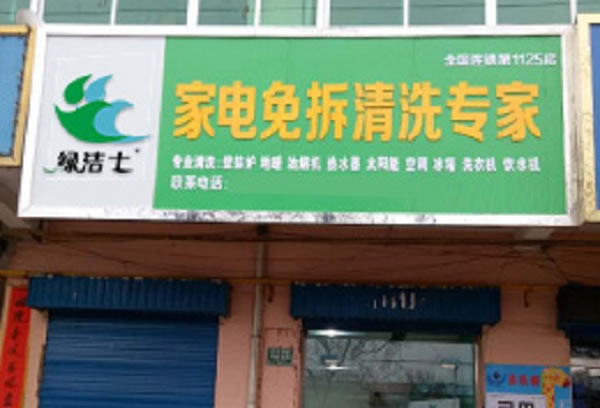 全国连锁第1125店
家电免拆清洗专家
绿洁士
专业清洗:壁挂炉 地暖 油烟机 热水器 太阳能 空调 冰箱 洗衣机 饮水机
联系电话: